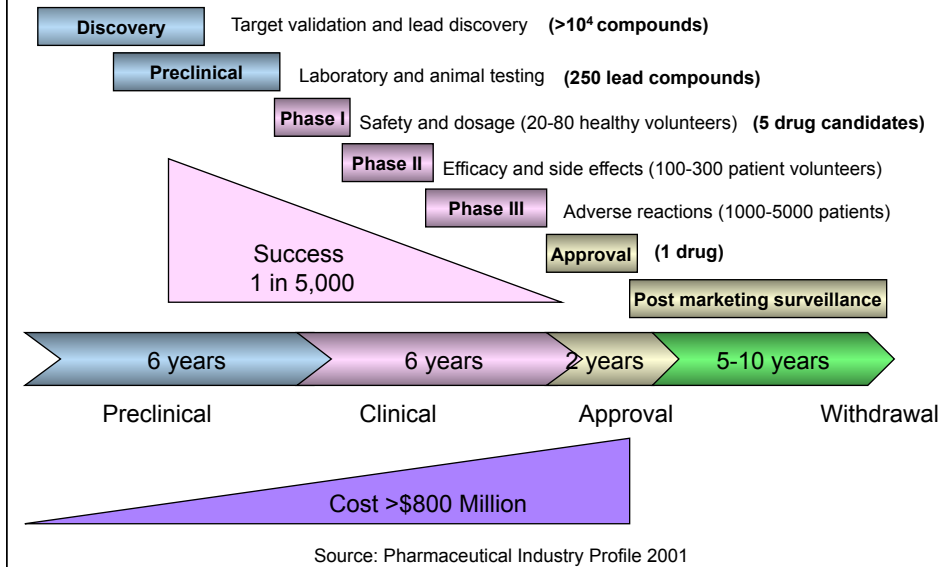 Discovery Target validation and lead discovery (>10⁴ compounds)
Preclinical Laboratory and animal testing (250 lead compounds)
Phase I Safety and dosage (20-80 healthy volunteers) (5 drug candidates)
Phase II Efficacy and side effects (100-300 patient volunteers)
Phase III Adverse reactions (1000-5000 patients)
Approval (1 drug)
Success
1 in 5,000
Post marketing surveillance
6 years 6 years 2 years 5-10 years
Preclinical Clinical Approval Withdrawal
Cost >$800 Million
Source: Pharmaceutical Industry Profile 2001